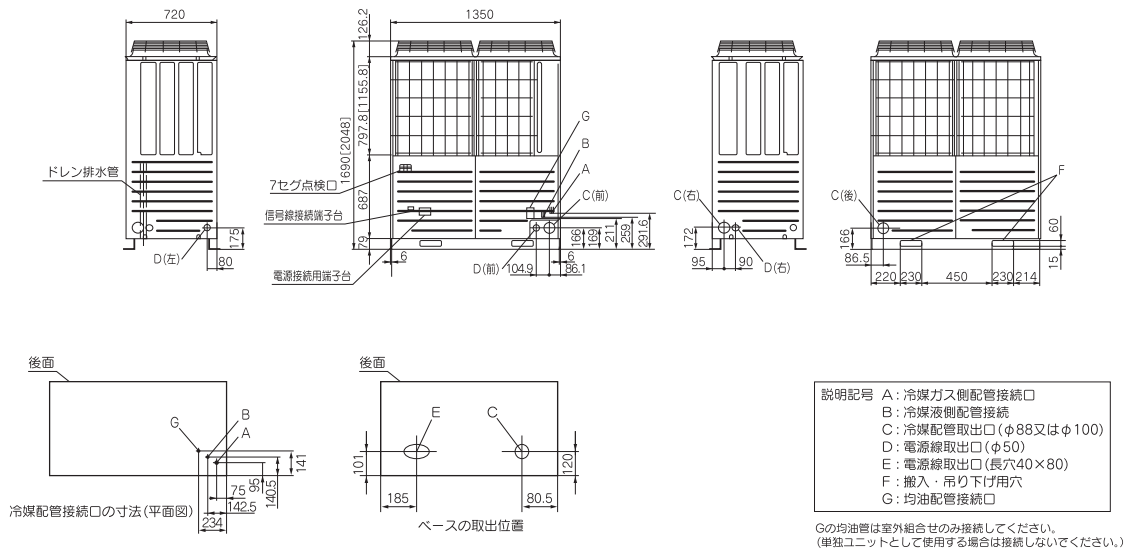 720
1350
126.2
797.8[1155.8]
1690[2048]
687
79
ドレン排水管
D(左)
175
80
7セグ点検口
信号線接続端子台
電源接続用端子台
G
B
A
C(前)
D(前)
6
6
104.9
86.1
166
169
211
259
291.6
C(右)
172
95
90
D(右)
C(後)
F
166
86.5
220
230
450
230
214
60
15
後面
G
B
A
141
95
140.5
75
142.5
234
冷媒配管接続口の寸法(平面図)
後面
E
C
101
120
185
80.5
ベースの取出位置
説明記号 A:冷媒ガス側配管接続口
B:冷媒液側配管接続
C:冷媒配管取出口(φ88又はφ100)
D:電源線取出口(φ50)
E:電源線取出口(長穴40×80)
F:搬入・吊り下げ用穴
G:均油配管接続口
Gの均油管は室外組合せのみ接続してください。
(単独ユニットとして使用する場合は接続しないでください。)